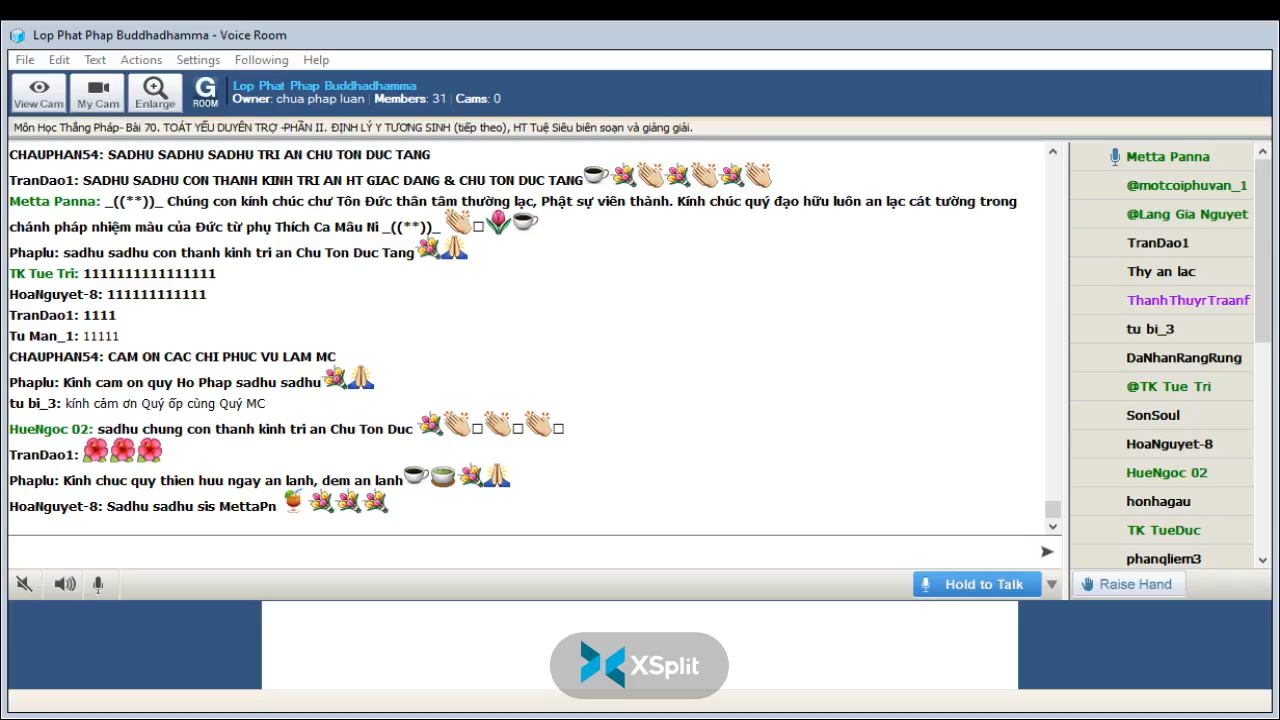 Lop Phat Phap Buddhadhamma - Voice Room
File Edit Text Actions Settings Following Help
View Cam My Cam Enlarge G ROOM
Lop Phat Phap Buddhadhamma
Owner: chua phap luan | Members: 31 | Cams: 0
Môn Học Thắng Pháp- Bài 70. TOÁT YẾU DUYÊN TRỢ -PHẦN II. ĐỊNH LÝ Y TƯƠNG SINH (tiếp theo), HT Tuệ Siêu biên soạn và giảng giải.
CHAUPHAN54: SADHU SADHU SADHU TRI AN CHU TON DUC TANG
TranDao1: SADHU SADHU CON THANH KINH TRI AN HT GIAC DANG & CHU TON DUC TANG
Metta Panna: _((**))_ Chúng con kính chúc chư Tôn Đức thân tâm thường lạc, Phật sự viên thành. Kính chúc quý đạo hữu luôn an lạc cát tường trong
chánh pháp nhiệm màu của Đức từ phụ Thích Ca Mâu Ni _((**))_
Phaplu: sadhu sadhu con thanh kinh tri an Chu Ton Duc Tang
TK Tue Tri: 1111111111111111
HoaNguyet-8: 111111111111
TranDao1: 1111
Tu Man_1: 11111
CHAUPHAN54: CAM ON CAC CHI PHUC VU LAM MC
Phaplu: Kinh cam on quy Ho Phap sadhu sadhu
tu bi_3: kính cảm ơn Quý ốp cùng Quý MC
HueNgoc 02: sadhu chung con thanh kinh tri an Chu Ton Duc
TranDao1:
Phaplu: Kinh chuc quy thien huu ngay an lanh, dem an lanh
HoaNguyet-8: Sadhu sadhu sis MettaPn
Metta Panna
@motcoiphuvan_1
@Lang Gia Nguyet
TranDao1
Thy an lac
ThanhThuyrTraanf
tu bi_3
DaNhanRangRung
@TK Tue Tri
SonSoul
HoaNguyet-8
HueNgoc 02
honhagau
TK TueDuc
phanqliem3
Hold to Talk
Raise Hand
XSplit